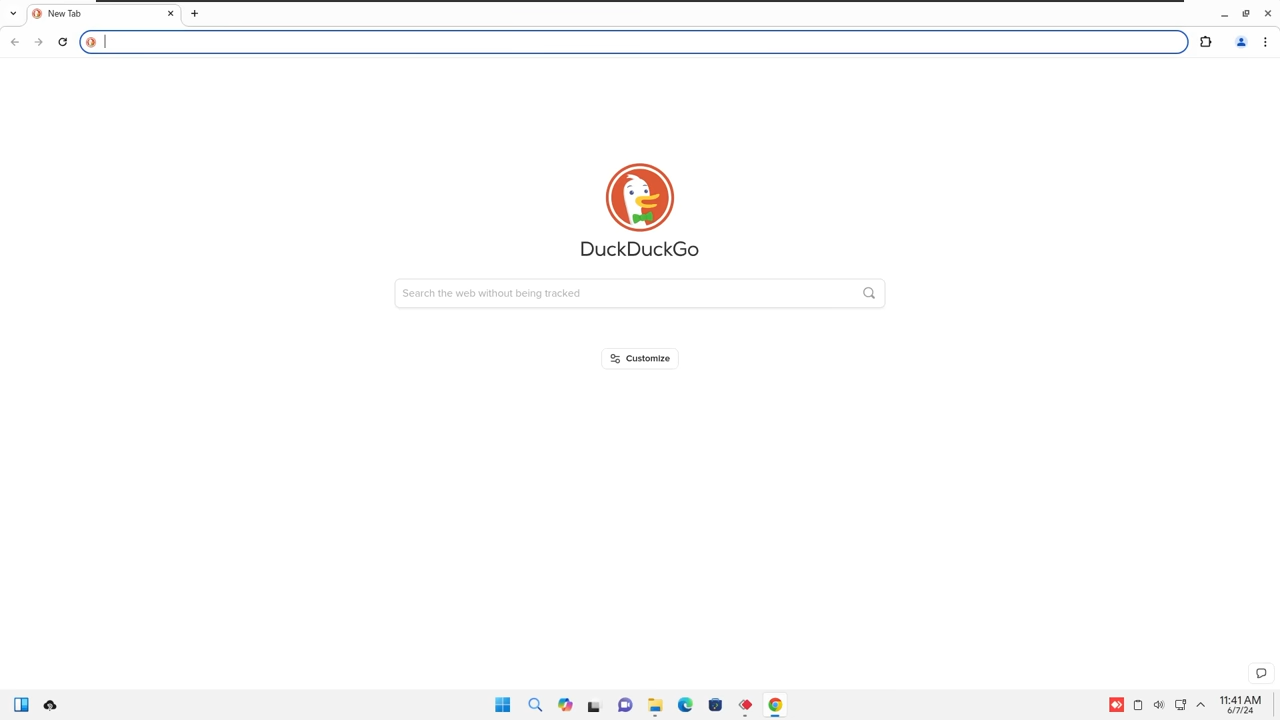 New Tab
DuckDuckGo
Search the web without being tracked
Customize
11:41 AM
6/7/24